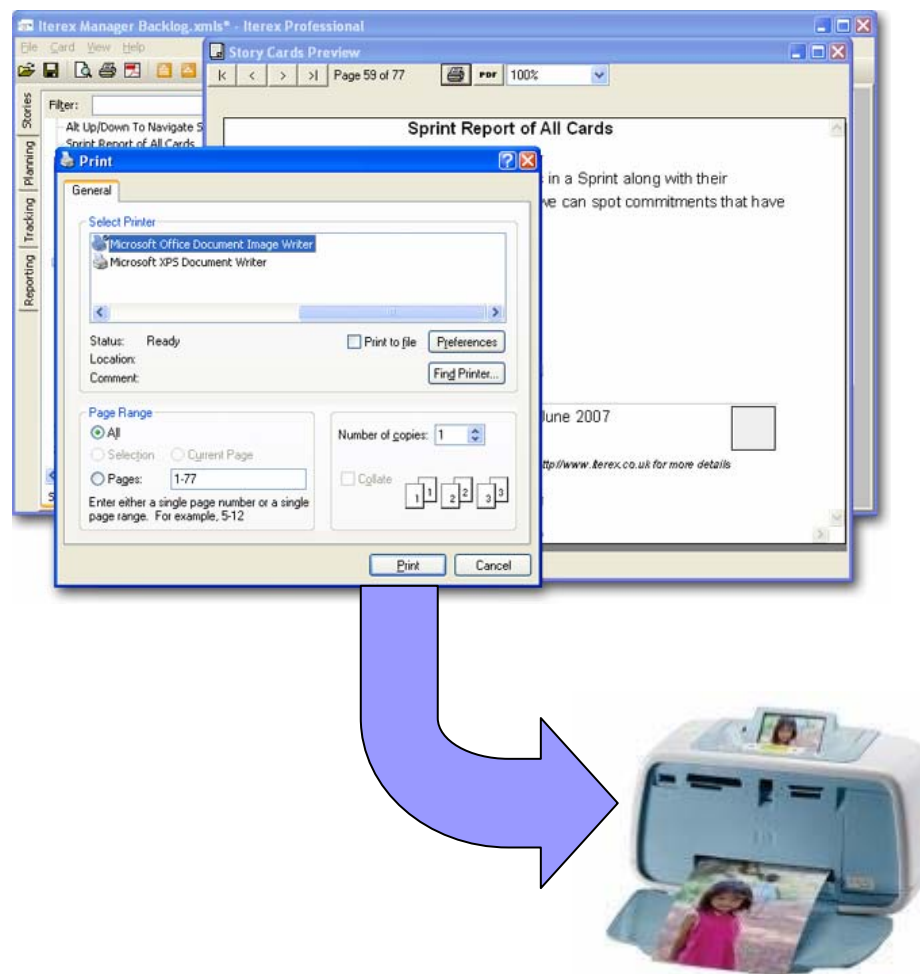 Iterex Manager Backlog.xmls* - Iterex Professional
File Card View Help
Story Cards Preview
Page 59 of 77 PDF 100%
Stories
Planning
Tracking
Reporting
Filter:
Alt Up/Down To Navigate S
Sprint Report of All Cards
Sprint Report of All Cards
in a Sprint along with their
we can spot commitments that have
June 2007
http://www.iterex.co.uk for more details
Print
General
Select Printer
Microsoft Office Document Image Writer
Microsoft XPS Document Writer
Status: Ready
Print to file
Preferences
Location:
Comment:
Find Printer...
Page Range
All
Selection
Current Page
Pages: 1-77
Enter either a single page number or a single
page range. For example, 5-12
Number of copies: 1
Collate
1 1 2 2 3 3
Print
Cancel